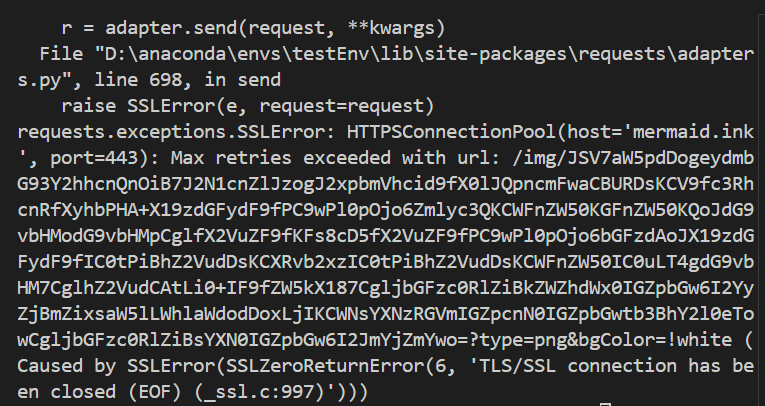 r = adapter.send(request, **kwargs)
  File "D:\anaconda\envs\testEnv\lib\site-packages\requests\adapter
s.py", line 698, in send
    raise SSLError(e, request=request)
requests.exceptions.SSLError: HTTPSConnectionPool(host='mermaid.ink
', port=443): Max retries exceeded with url: /img/JSV7aW5pdDogeydmb
G93Y2hhcnQnOiB7J2N1cnZlJzogJ2xpbmVhcid9fX0lJQpncmFwaCBURDsKCV9fc3Rh
cnRfXyhbPHA+X19zdGFydF9fPC9wPl0pOjo6Zmlyc3QKCWFnZW50KGFnZW50KQoJdG9
vbHModG9vbHMpCglfX2VuZF9fKFs8cD5fX2VuZF9fPC9wPl0pOjo6bGFzdAoJX19zdG
FydF9fIC0tPiBhZ2VudDsKCXRvb2xzIC0tPiBhZ2VudDsKCWFnZW50IC0uLT4gdG9vb
HM7CglhZ2VudCAtLi0+IF9fZW5kX187CgljbGFzc0RlZiBkZWZhdWx0IGZpbGw6I2Yy
ZjBmZixsaW5lLWhlaWdodDoxLjIKCWNsYXNzRGVmIGZpcnN0IGZpbGwtb3BhY2l0eTo
wCgljbGFzc0RlZiBsYXN0IGZpbGw6I2JmYjZmYwo=?type=png&bgColor=!white (
Caused by SSLError(SSLZeroReturnError(6, 'TLS/SSL connection has be
en closed (EOF) (_ssl.c:997)')))